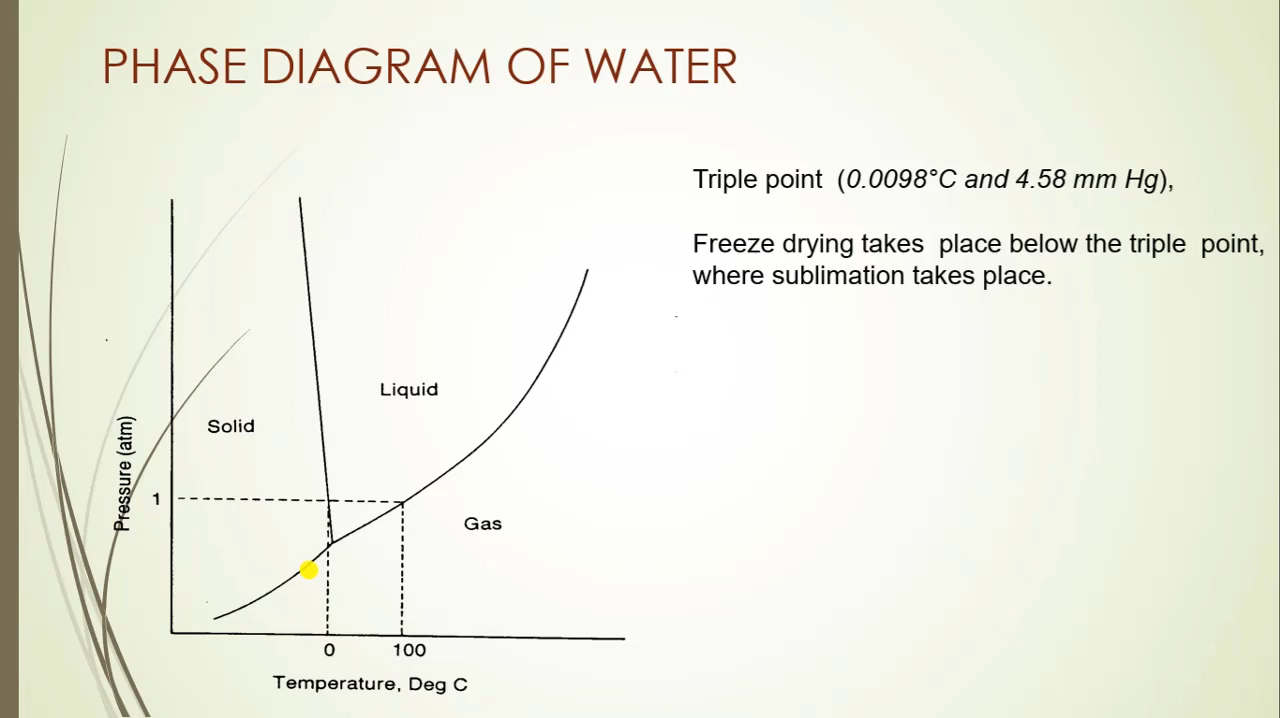 PHASE DIAGRAM OF WATER
Triple point (0.0098°C and 4.58 mm Hg),
Freeze drying takes place below the triple point,
where sublimation takes place.
Liquid
Solid
Pressure (atm)
1
Gas
0 100
Temperature, Deg C